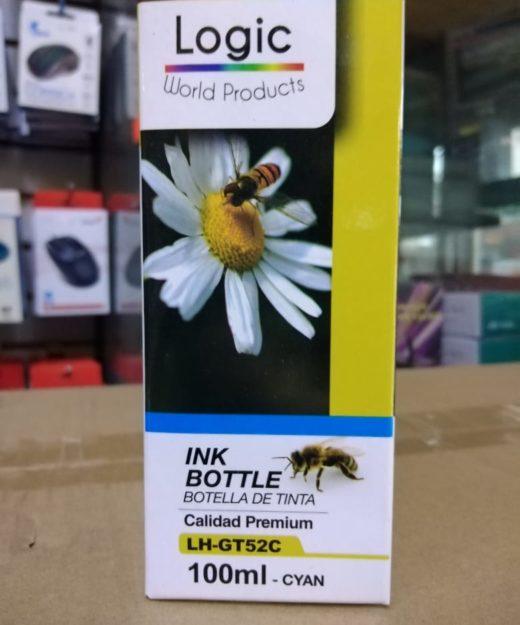 Logic
World Products
INK
BOTTLE
BOTELLA DE TINTA
Calidad Premium
LH-GT52C
100ml - CYAN